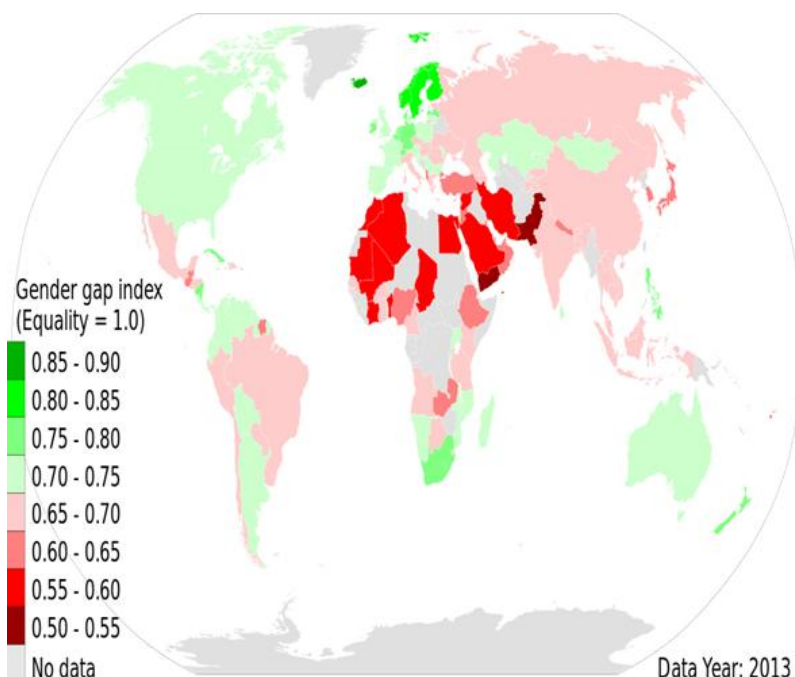 Gender gap index
(Equality = 1.0)
0.85 - 0.90
0.80 - 0.85
0.75 - 0.80
0.70 - 0.75
0.65 - 0.70
0.60 - 0.65
0.55 - 0.60
0.50 - 0.55
No data
Data Year: 2013